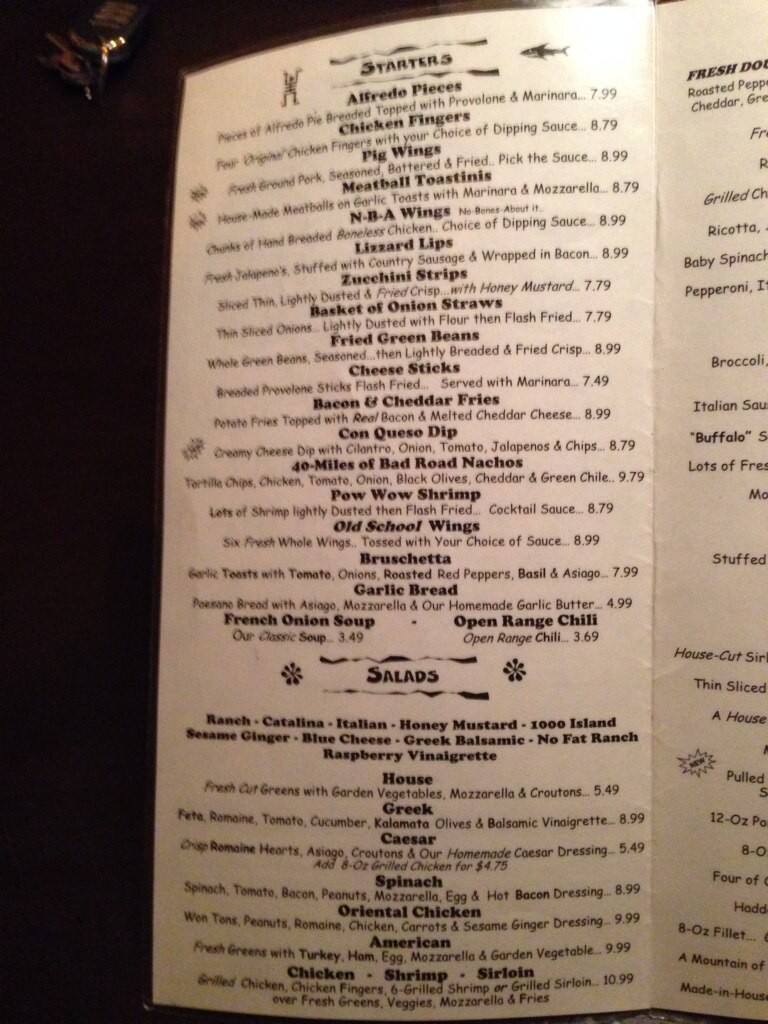 STARTERS
Alfredo Pieces
Pieces of Alfredo Pie Breaded Topped with Provolone & Marinara... 7.99
Chicken Fingers
Four Original Chicken Fingers with your Choice of Dipping Sauce... 8.79
Pig Wings
Fresh Ground Pork, Seasoned, Battered & Fried.. Pick the Sauce... 8.99
Meatball Toastinis
House-Made Meatballs on Garlic Toasts with Marinara & Mozzarella... 8.79
N-B-A Wings No-Bones-About it..
Chunks of Hand Breaded Boneless Chicken.. Choice of Dipping Sauce... 8.99
Lizzard Lips
Fresh Jalapeno's, Stuffed with Country Sausage & Wrapped in Bacon... 8.99
Zucchini Strips
Sliced Thin, Lightly Dusted & Fried Crisp...with Honey Mustard... 7.79
Basket of Onion Straws
Thin Sliced Onions... Lightly Dusted with Flour then Flash Fried... 7.79
Fried Green Beans
Whole Green Beans, Seasoned...then Lightly Breaded & Fried Crisp... 8.99
Cheese Sticks
Breaded Provolone Sticks Flash Fried... Served with Marinara... 7.49
Bacon & Cheddar Fries
Potato Fries Topped with Real Bacon & Melted Cheddar Cheese... 8.99
Con Queso Dip
Creamy Cheese Dip with Cilantro, Onion, Tomato, Jalapenos & Chips... 8.79
40-Miles of Bad Road Nachos
Tortilla Chips, Chicken, Tomato, Onion, Black Olives, Cheddar & Green Chile.. 9.79
Pow Wow Shrimp
Lots of Shrimp lightly Dusted then Flash Fried... Cocktail Sauce... 8.79
Old School Wings
Six Fresh Whole Wings.. Tossed with Your Choice of Sauce... 8.99
Bruschetta
Garlic Toasts with Tomato, Onions, Roasted Red Peppers, Basil & Asiago... 7.99
Garlic Bread
Paesano Bread with Asiago, Mozzarella & Our Homemade Garlic Butter... 4.99
French Onion Soup - Open Range Chili
Our Classic Soup... 3.49 Open Range Chili... 3.69
SALADS
Ranch - Catalina - Italian - Honey Mustard - 1000 Island
Sesame Ginger - Blue Cheese - Greek Balsamic - No Fat Ranch
Raspberry Vinaigrette
House
Fresh Cut Greens with Garden Vegetables, Mozzarella & Croutons... 5.49
Greek
Feta, Romaine, Tomato, Cucumber, Kalamata Olives & Balsamic Vinaigrette... 8.99
Caesar
Crisp Romaine Hearts, Asiago, Croutons & Our Homemade Caesar Dressing... 5.49
Add 8-Oz Grilled Chicken for $4.75
Spinach
Spinach, Tomato, Bacon, Peanuts, Mozzarella, Egg & Hot Bacon Dressing... 8.99
Oriental Chicken
Won Tons, Peanuts, Romaine, Chicken, Carrots & Sesame Ginger Dressing... 9.99
American
Fresh Greens with Turkey, Ham, Egg, Mozzarella & Garden Vegetable... 9.99
Chicken - Shrimp - Sirloin
Grilled Chicken, Chicken Fingers, 6-Grilled Shrimp or Grilled Sirloin... 10.99
over Fresh Greens, Veggies, Mozzarella & Fries
FRESH DOU
Roasted Pepp
Cheddar, Gre
Fr
R
Grilled Ch
Ricotta,
Baby Spinach
Pepperoni, It
Broccoli,
Italian Sau
"Buffalo" S
Lots of Fres
Mo
Stuffed
House-Cut Sirl
Thin Sliced
A House
NEW
Pulled
S
12-Oz Po
8-O
Four of
Hadd
8-Oz Fillet...
A Mountain of
Made-in-Hous